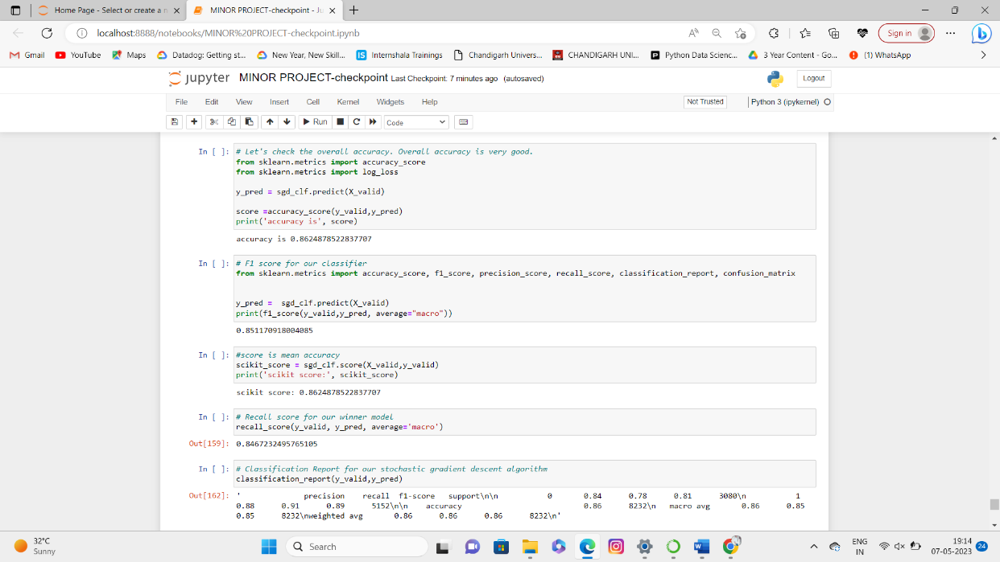 Home Page - Select or create a n
MINOR PROJECT-checkpoint - Ju
localhost:8888/notebooks/MINOR%20PROJECT-checkpoint.ipynb
Sign in
Gmail YouTube Maps Datadog: Getting st... New Year, New Skill... IS Internshala Trainings Chandigarh Univers... CHANDIGARH UNI... Python Data Scienc... 3 Year Content - Go... (1) WhatsApp
jupyter MINOR PROJECT-checkpoint Last Checkpoint: 7 minutes ago (autosaved)
Logout
File Edit View Insert Cell Kernel Widgets Help
Not Trusted
Python 3 (ipykernel)
Run
Code
In [ ]: # Let's check the overall accuracy. Overall accuracy is very good.
from sklearn.metrics import accuracy_score
from sklearn.metrics import log_loss
y_pred = sgd_clf.predict(X_valid)
score =accuracy_score(y_valid,y_pred)
print('accuracy is', score)
accuracy is 0.8624878522837707
In [ ]: # F1 score for our classifier
from sklearn.metrics import accuracy_score, f1_score, precision_score, recall_score, classification_report, confusion_matrix
y_pred =  sgd_clf.predict(X_valid)
print(f1_score(y_valid,y_pred, average="macro"))
0.851170918004085
In [ ]: #score is mean accuracy
scikit_score = sgd_clf.score(X_valid,y_valid)
print('scikit score:', scikit_score)
scikit score: 0.8624878522837707
In [ ]: # Recall score for our winner model
recall_score(y_valid, y_pred, average='macro')
Out[159]: 0.8467232495765105
In [ ]: # Classification Report for our stochastic gradient descent algorithm
classification_report(y_valid,y_pred)
Out[162]: '              precision    recall  f1-score   support\n\n           0       0.84      0.78      0.81      3080\n           1
0.88      0.91      0.89      5152\n\n    accuracy                           0.86      8232\n   macro avg       0.86      0.85
0.85      8232\nweighted avg       0.86      0.86      0.86      8232\n'
32°C
Sunny
Search
ENG
IN
19:14
07-05-2023
24